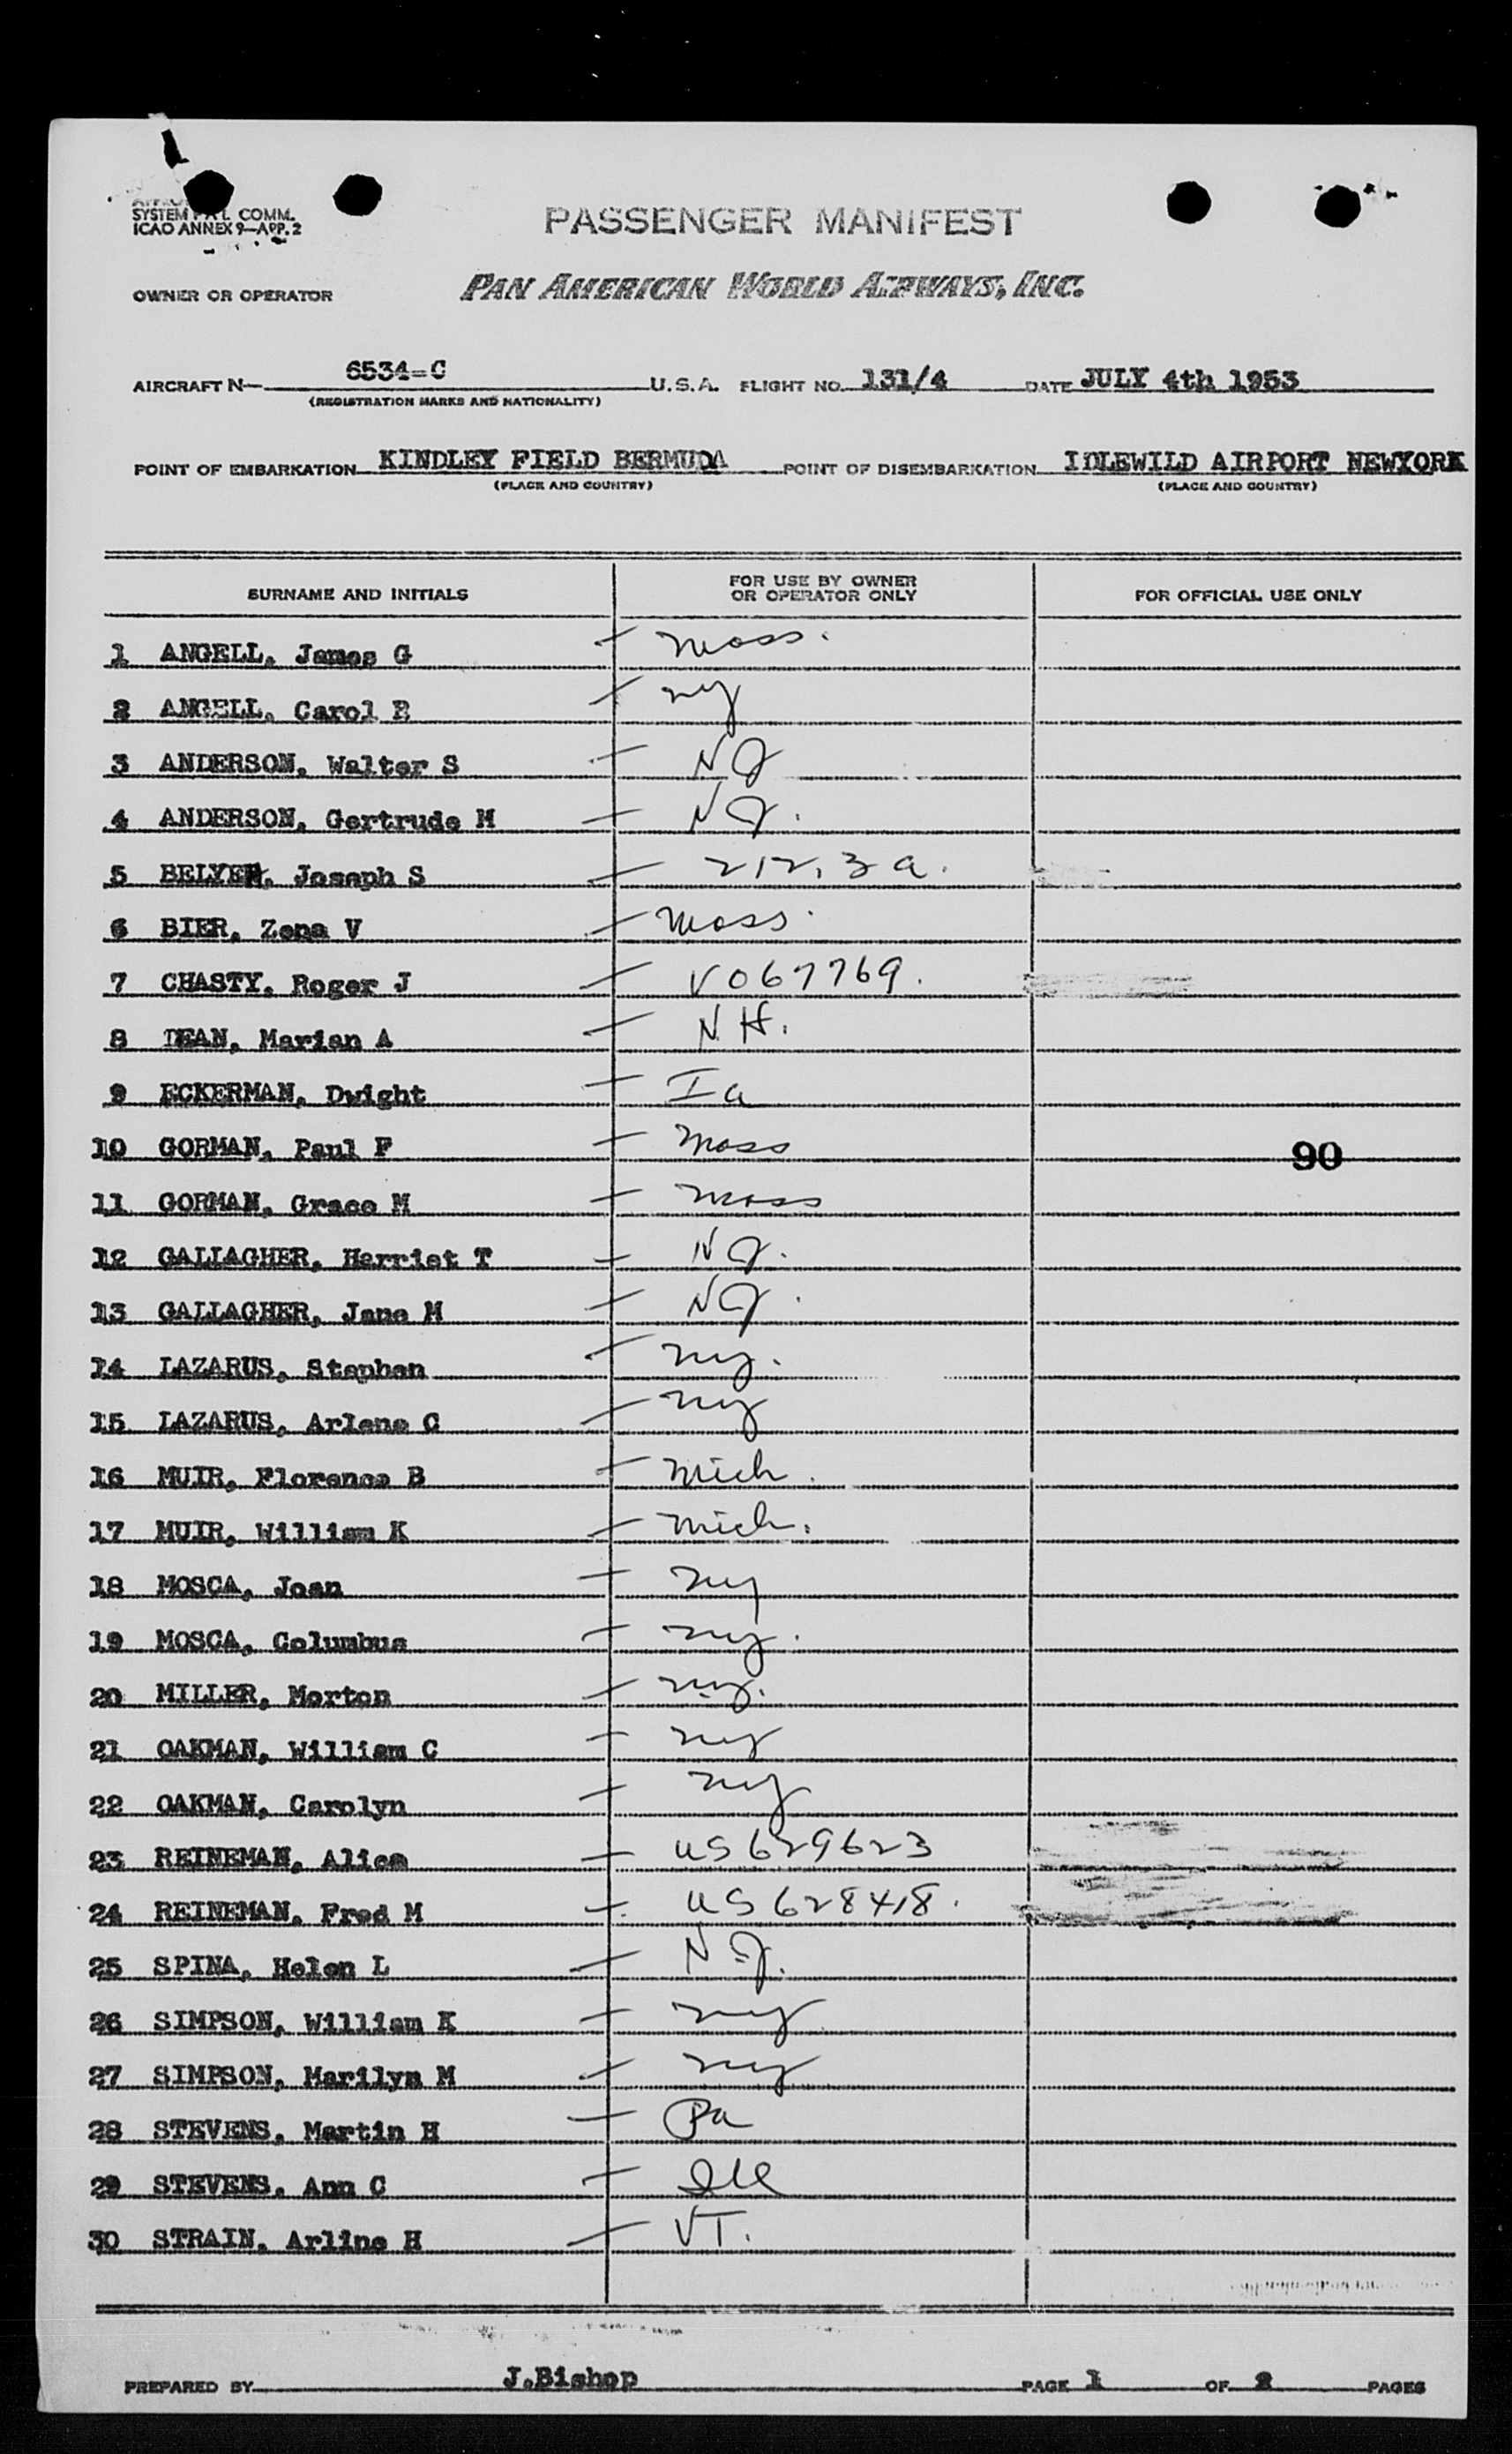 SYSTEM COMM.
ICAO ANNEX 9—APP. 2
PASSENGER MANIFEST
OWNER OR OPERATOR PAN AMERICAN WORLD AIRWAYS, INC.
AIRCRAFT N— 6534-C U.S.A. FLIGHT NO. 131/4 DATE JULY 4th 1953
(REGISTRATION MARKS AND NATIONALITY)
POINT OF EMBARKATION KINDLEY FIELD BERMUDA POINT OF DISEMBARKATION IDLEWILD AIRPORT NEWYORK
(PLACE AND COUNTRY) (PLACE AND COUNTRY)
SURNAME AND INITIALS FOR USE BY OWNER OR OPERATOR ONLY FOR OFFICIAL USE ONLY
1 ANGELL, James G — Mass.
2 ANGELL, Carol E — NY
3 ANDERSON, Walter S — NJ
4 ANDERSON, Gertrude M — NJ.
5 Joseph S — 212.3a.
6 BIER, Zena V — Mass.
7 CHASTY, Roger J — V067769.
8 DEAN, Marian A — N.H.
9 ECKERMAN, Dwight — Ia
10 GORMAN, Paul F — Mass 90
11 GORMAN, Grace M — Mass
12 GALLAGHER, Harriet T — NJ.
13 GALLAGHER, Jane M — NJ.
14 LAZARUS, Stephen — NY.
15 LAZARUS, Arlene C — NY
16 MUIR, Florence B — Mich.
17 MUIR, William K — Mich.
18 MOSCA, Joan — NY
19 MOSCA, Columbus — NY.
20 MILLER, Morton — NY.
21 OAKMAN, William C — NY
22 OAKMAN, Carolyn — NY
23 REINEMAN, Alice — US629623
24 REINEMAN, Fred M — US628418.
25 SPINA, Helen L — N.J.
26 SIMPSON, William K — NY
27 SIMPSON, Marilyn M — NY
28 STEVENS, Martin H — Pa
29 STEVENS, Ann C — Ill
30 STRAIN, Arline H — VT.
PREPARED BY J.Bishop PAGE 1 OF 2 PAGES